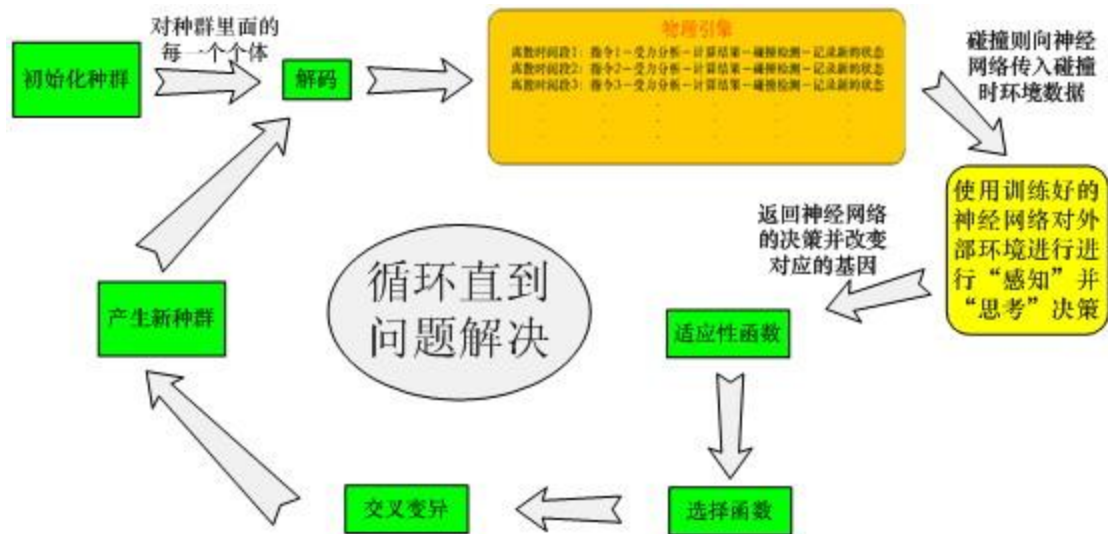 对种群里面的
每一个个体
初始化种群
解码
物理引擎
离散时间段1：指令1－受力分析－计算结果－碰撞检测－记录新的状态
离散时间段2：指令2－受力分析－计算结果－碰撞检测－记录新的状态
离散时间段3：指令3－受力分析－计算结果－碰撞检测－记录新的状态
碰撞则向神经
网络传入碰撞
时环境数据
使用训练好的
神经网络对外
部环境进行进
行“感知”并
“思考”决策
返回神经网络
的决策并改变
对应的基因
适应性函数
选择函数
交叉变异
产生新种群
循环直到
问题解决